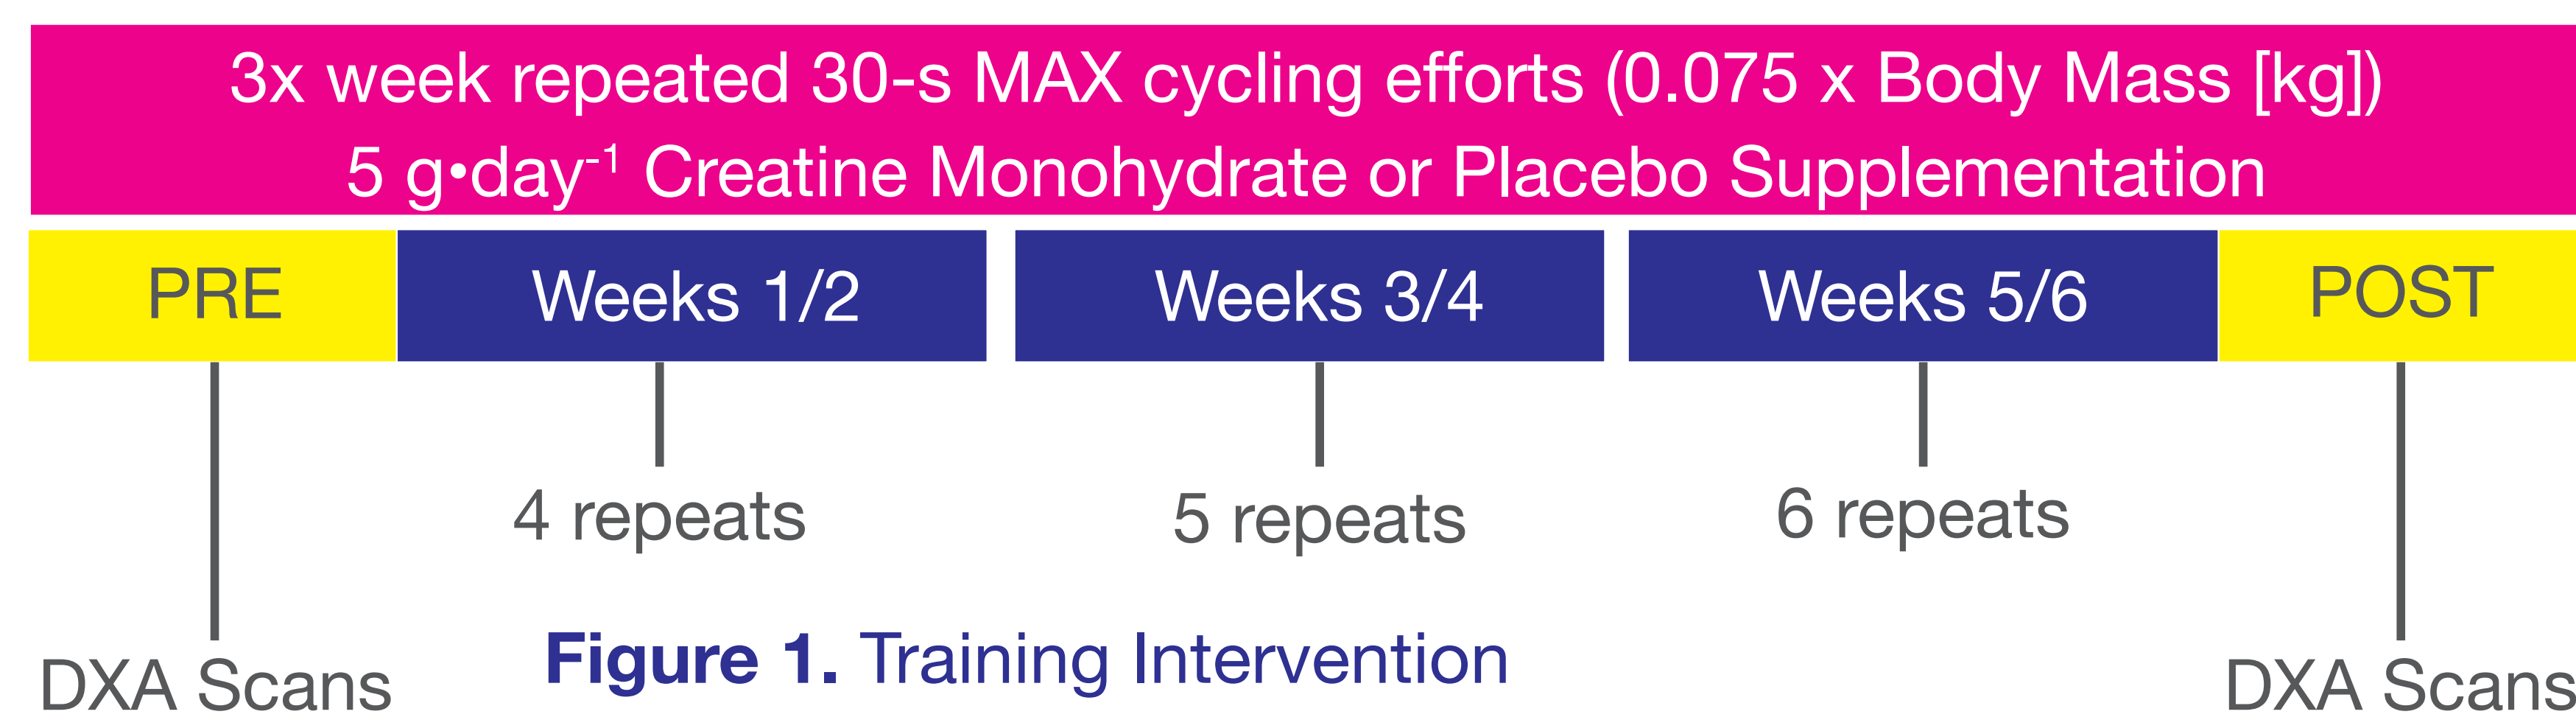 3x week repeated 30-s MAX cycling efforts (0.075 x Body Mass [kg])
5 g•day⁻¹ Creatine Monohydrate or Placebo Supplementation
PRE
Weeks 1/2
Weeks 3/4
Weeks 5/6
POST
4 repeats
5 repeats
6 repeats
DXA Scans
Figure 1. Training Intervention
DXA Scans